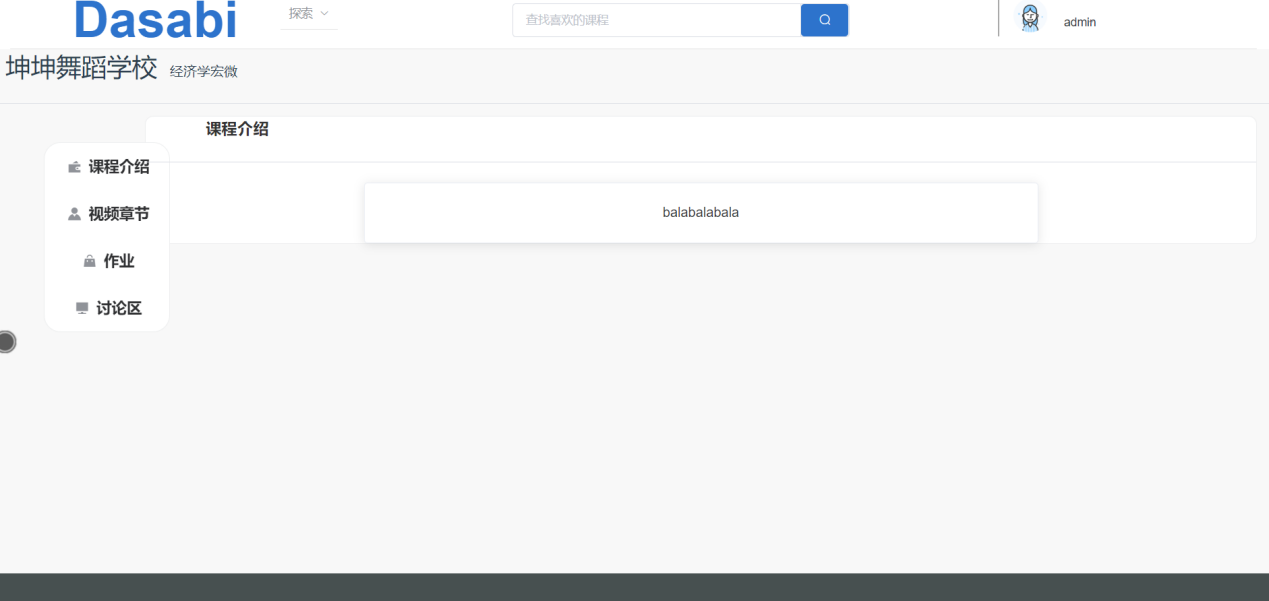 Dasabi
探索
查找喜欢的课程
admin
坤坤舞蹈学校 经济学宏微
课程介绍
课程介绍
视频章节
作业
讨论区
balabalabala